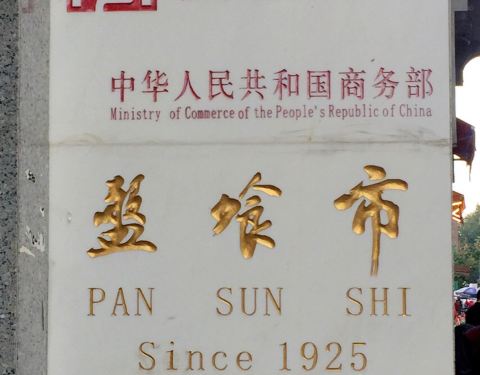 中华人民共和国商务部
Ministry of Commerce of the People's Republic of China
盤飧市
PAN SUN SHI
Since 1925